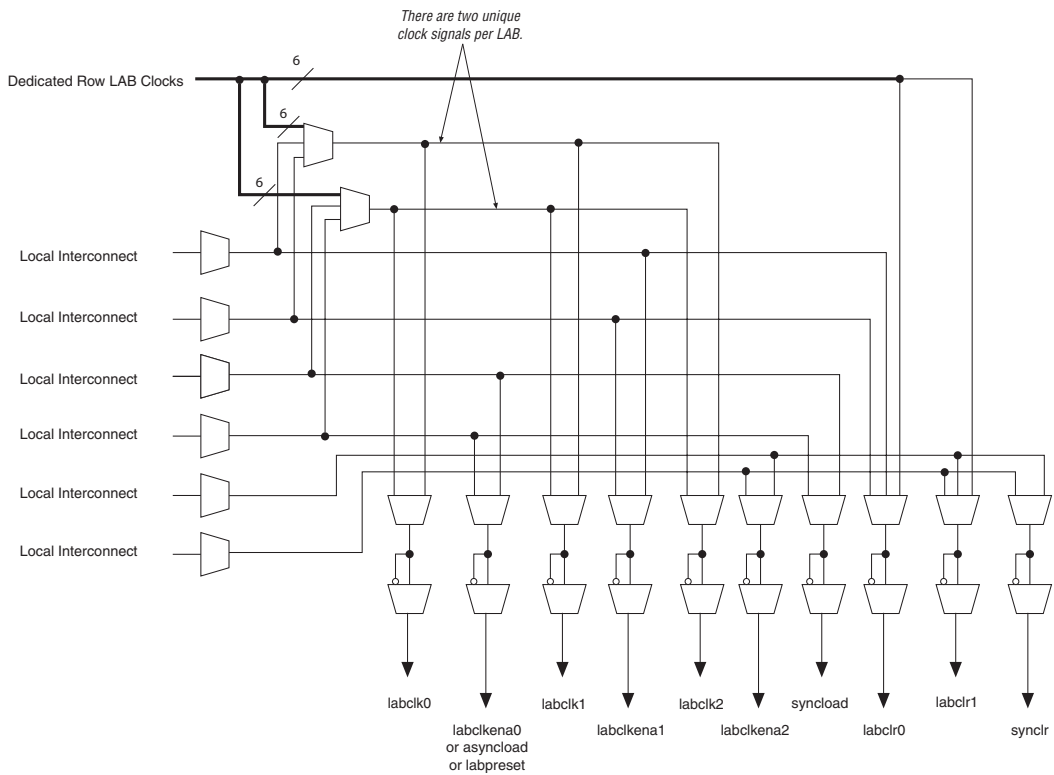 There are two unique
clock signals per LAB.
6
Dedicated Row LAB Clocks
6
6
Local Interconnect
Local Interconnect
Local Interconnect
Local Interconnect
Local Interconnect
Local Interconnect
labclk0
labclkena0
or asyncload
or labpreset
labclk1
labclkena1
labclk2
labclkena2
syncload
labclr0
labclr1
synclr